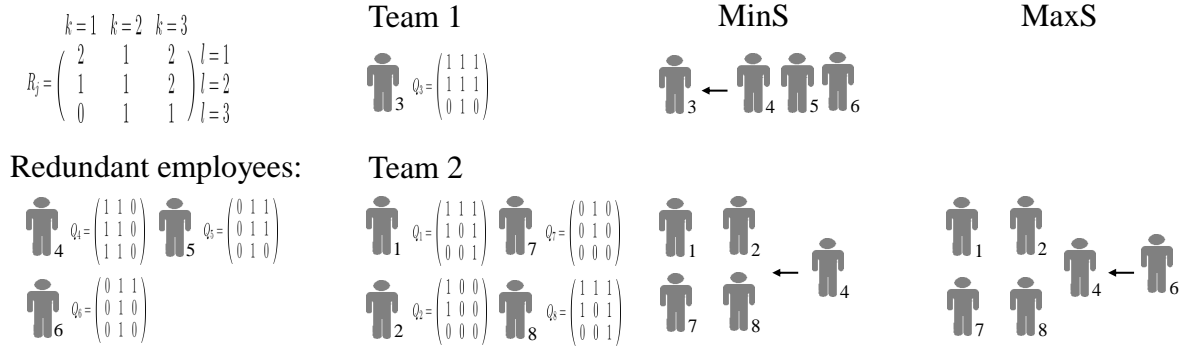 k = 1 k = 2 k = 3
R_j = ( 2 1 2 ) l = 1
1 1 2 l = 2
0 1 1 l = 3
Team 1
3
Q_3 = ( 1 1 1
1 1 1
0 1 0 )
MinS
3 4 5 6
MaxS
Redundant employees:
4
Q_4 = ( 1 1 0
1 1 0
1 1 0 )
5
Q_5 = ( 0 1 1
0 1 1
0 1 0 )
6
Q_6 = ( 0 1 1
0 1 0
0 1 0 )
Team 2
1
Q_1 = ( 1 1 1
1 0 1
0 0 1 )
7
Q_7 = ( 0 1 0
0 1 0
0 0 0 )
2
Q_2 = ( 1 0 0
1 0 0
0 0 0 )
8
Q_8 = ( 1 1 1
1 0 1
0 0 1 )
1 2
4
7 8
1 2
4 6
7 8